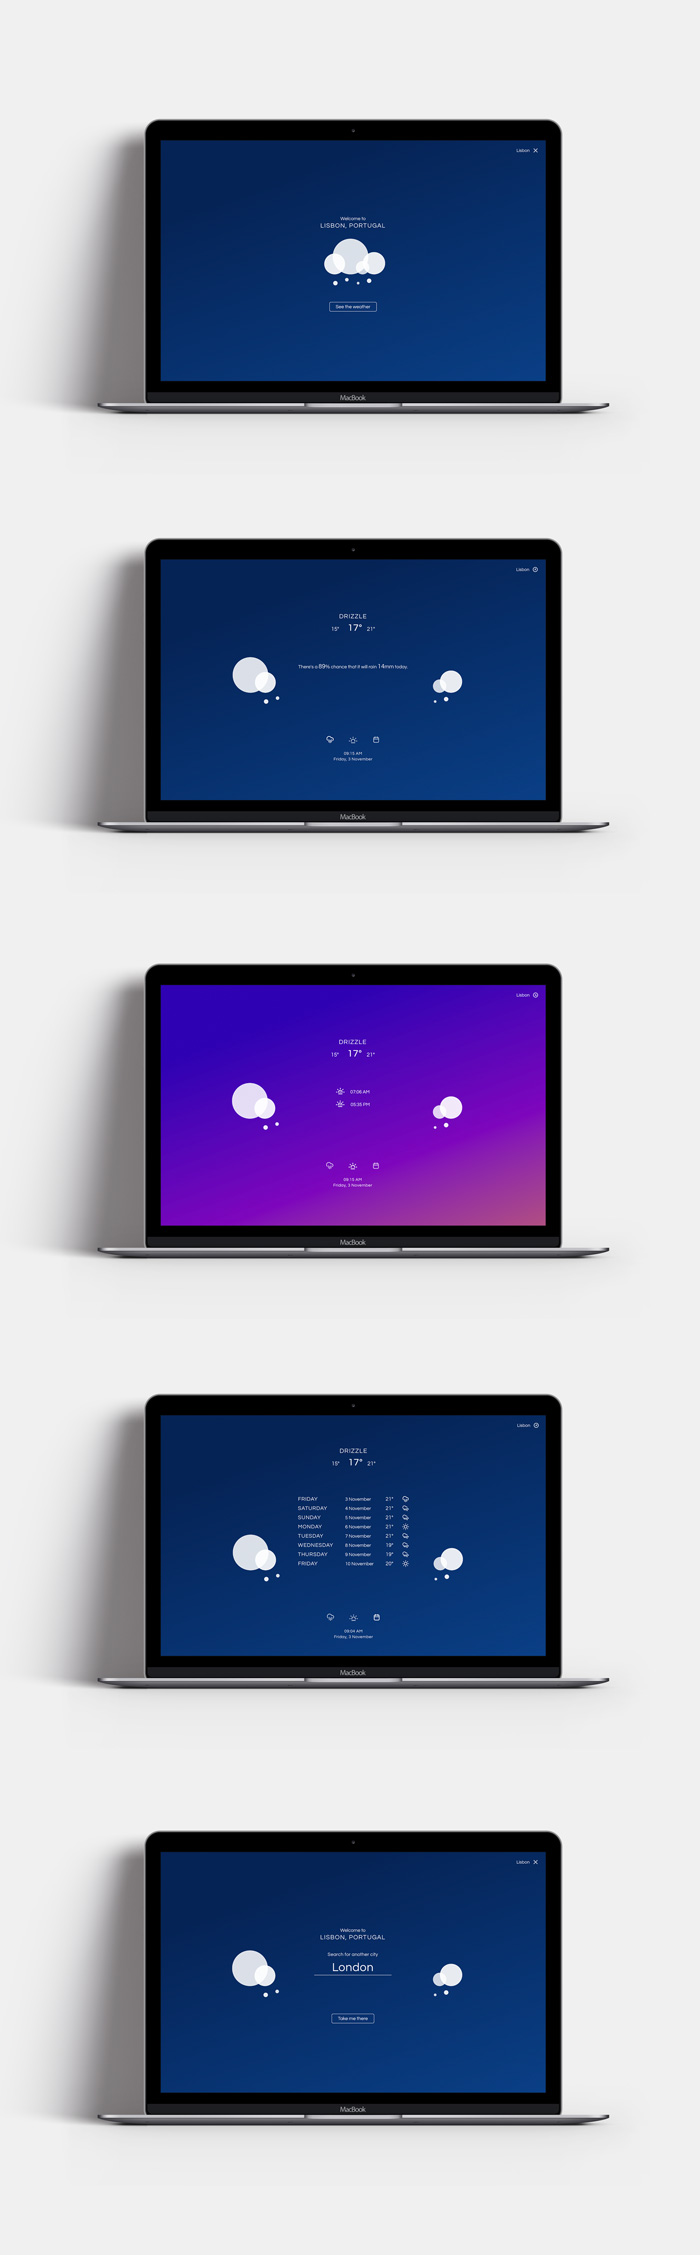 Lisbon
Welcome to
LISBON, PORTUGAL
See the weather
MacBook
Lisbon
DRIZZLE
15° 17° 21°
There's a 89% chance that it will rain 14mm today.
09:15 AM
Friday, 3 November
MacBook
Lisbon
DRIZZLE
15° 17° 21°
07:06 AM
05:35 PM
09:15 AM
Friday, 3 November
MacBook
Lisbon
DRIZZLE
15° 17° 21°
FRIDAY 3 November 21°
SATURDAY 4 November 21°
SUNDAY 5 November 21°
MONDAY 6 November 21°
TUESDAY 7 November 21°
WEDNESDAY 8 November 19°
THURSDAY 9 November 19°
FRIDAY 10 November 20°
09:04 AM
Friday, 3 November
MacBook
Lisbon
Welcome to
LISBON, PORTUGAL
Search for another city
London
Take me there
MacBook